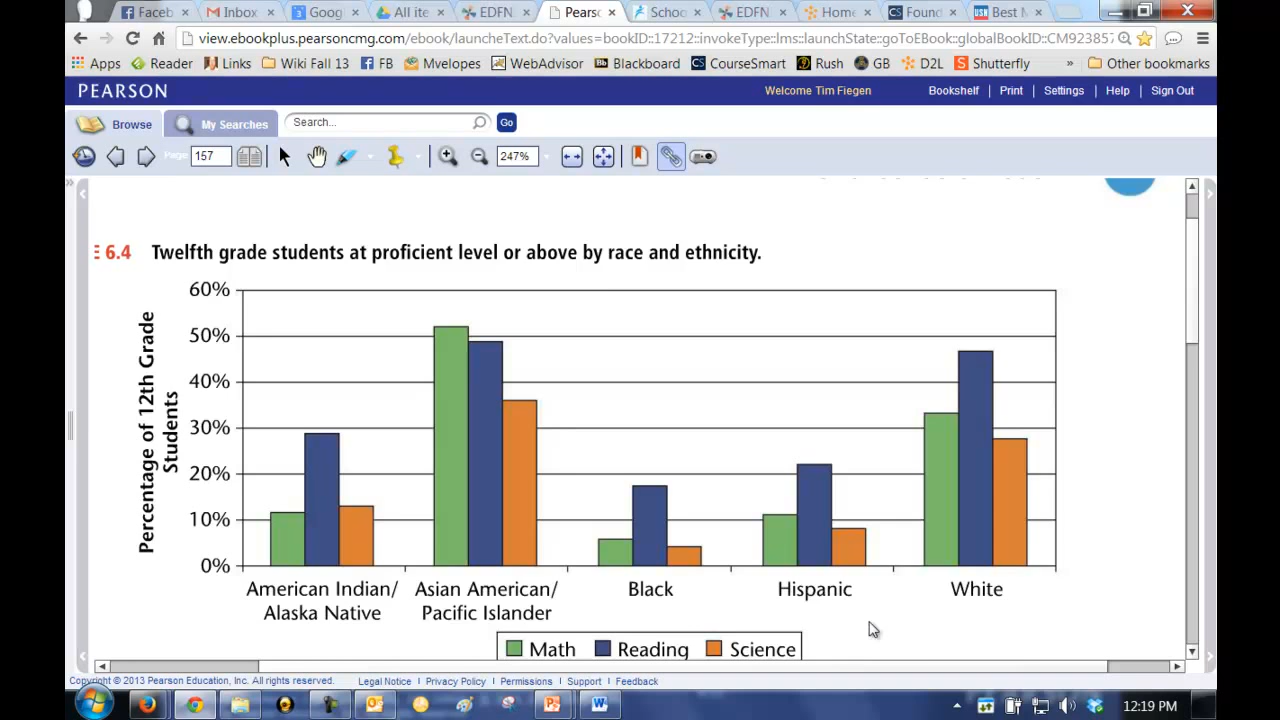 Faceb
Inbox
Goog
All ite
EDFN
Pears
Schoo
EDFN
Home
Found
Best M
view.ebookplus.pearsoncmg.com/ebook/launcheText.do?values=bookID::17212::invokeType::lms::launchState::goToEBook::globalBookID::CM923857
Apps
Reader
Links
Wiki Fall 13
FB
Mvelopes
WebAdvisor
Blackboard
CourseSmart
Rush
GB
D2L
Shutterfly
» Other bookmarks
PEARSON
Welcome Tim Fiegen
Bookshelf | Print | Settings | Help | Sign Out
Browse
My Searches
Search...
Go
Page 157
247%
6.4 Twelfth grade students at proficient level or above by race and ethnicity.
60%
50%
40%
30%
20%
10%
0%
Percentage of 12th Grade
Students
American Indian/
Alaska Native
Asian American/
Pacific Islander
Black
Hispanic
White
Math Reading Science
Copyright © 2013 Pearson Education, Inc. All rights reserved.
Legal Notice | Privacy Policy | Permissions | Support | Feedback
12:19 PM